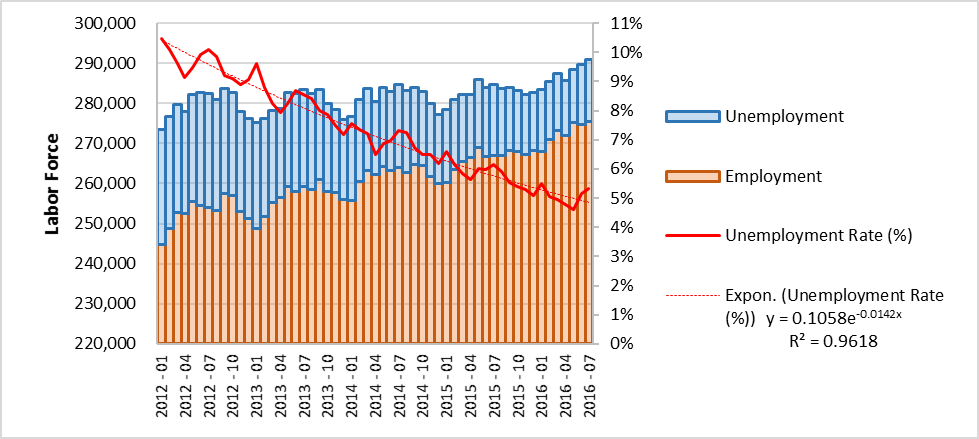 300,000
290,000
280,000
270,000
260,000
250,000
240,000
230,000
220,000
Labor Force
11%
10%
9%
8%
7%
6%
5%
4%
3%
2%
1%
0%
2012 - 01
2012 - 04
2012 - 07
2012 - 10
2013 - 01
2013 - 04
2013 - 07
2013 - 10
2014 - 01
2014 - 04
2014 - 07
2014 - 10
2015 - 01
2015 - 04
2015 - 07
2015 - 10
2016 - 01
2016 - 04
2016 - 07
Unemployment
Employment
Unemployment Rate (%)
Expon. (Unemployment Rate
(%)) y = 0.1058e^-0.0142x
R² = 0.9618